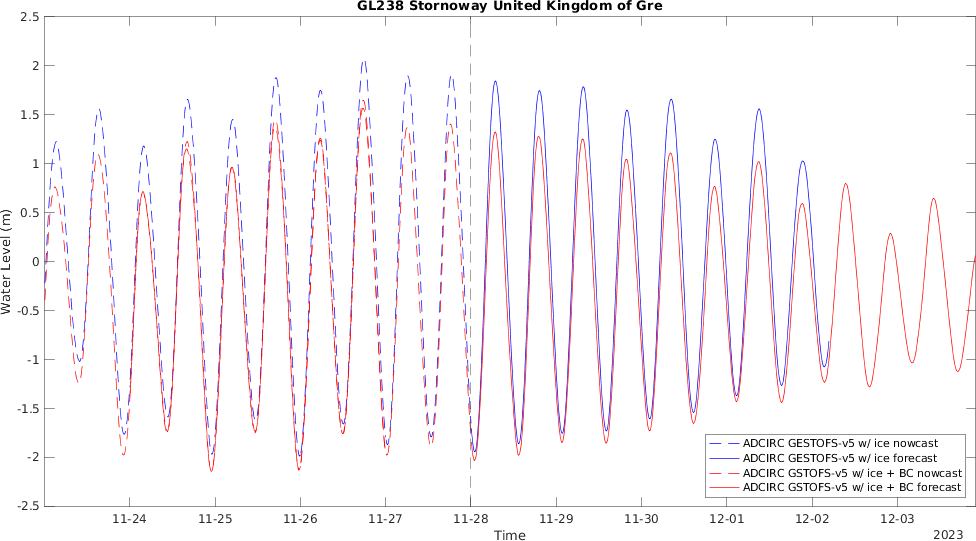 GL238 Stornoway United Kingdom of Gre
2.5
2
1.5
1
0.5
0
-0.5
-1
-1.5
-2
-2.5
Water Level (m)
ADCIRC GESTOFS-v5 w/ ice nowcast
ADCIRC GESTOFS-v5 w/ ice forecast
ADCIRC GSTOFS-v5 w/ ice + BC nowcast
ADCIRC GSTOFS-v5 w/ ice + BC forecast
11-24 11-25 11-26 11-27 11-28 11-29 11-30 12-01 12-02 12-03
Time
2023